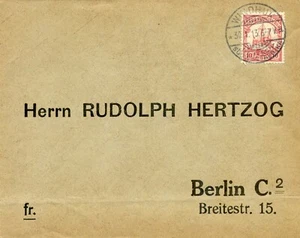 Herrn RUDOLPH HERTZOG
Berlin C.2
fr.
Breitestr. 15.